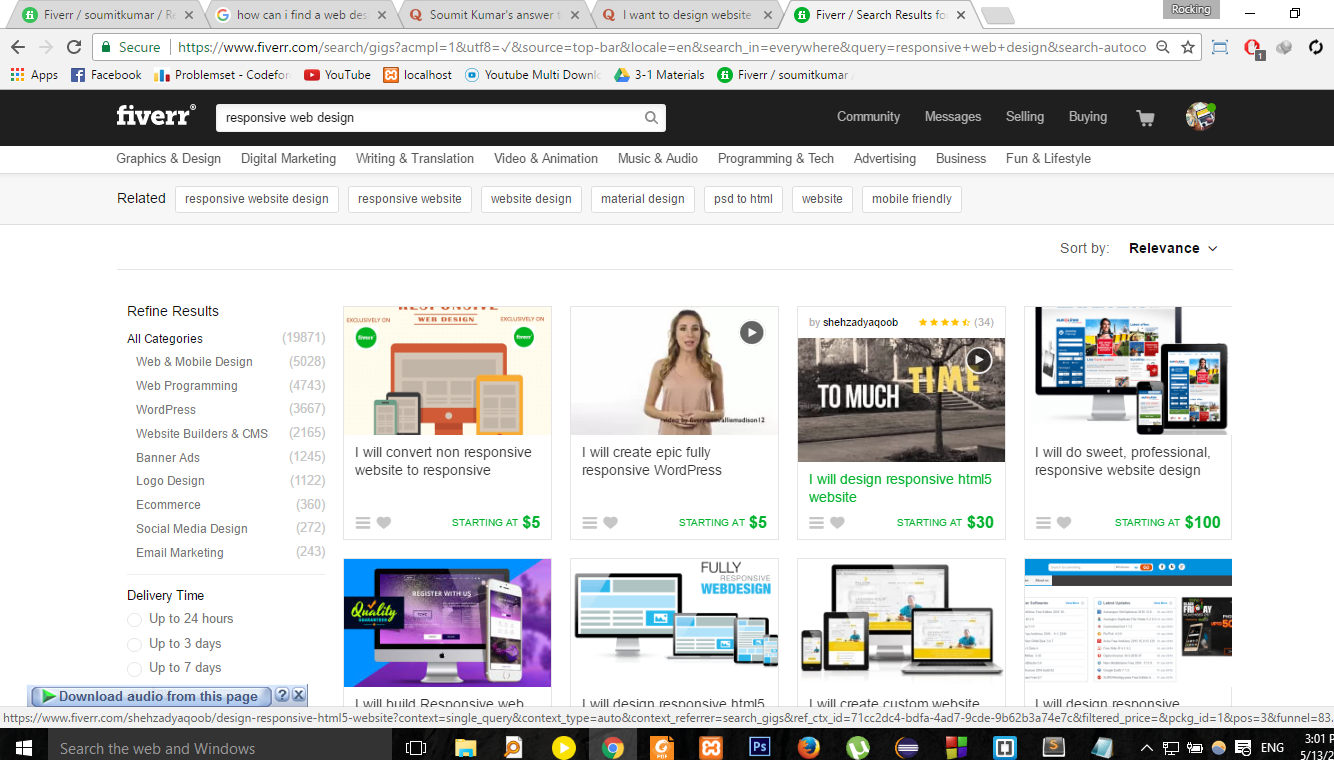 Fiverr / soumitkumar / Re
how can i find a web des
Soumit Kumar's answer t
I want to design website
Fiverr / Search Results fo
Rocking
Secure
https://www.fiverr.com/search/gigs?acmpl=1&utf8=✓&source=top-bar&locale=en&search_in=everywhere&query=responsive+web+design&search-autoco
1
Apps
Facebook
Problemset - Codefor
YouTube
localhost
Youtube Multi Downlo
3-1 Materials
Fiverr / soumitkumar /
fiverr®
responsive web design
Community
Messages
Selling
Buying
Graphics & Design
Digital Marketing
Writing & Translation
Video & Animation
Music & Audio
Programming & Tech
Advertising
Business
Fun & Lifestyle
Related
responsive website design
responsive website
website design
material design
psd to html
website
mobile friendly
Sort by: Relevance
Refine Results
All Categories (19871)
Web & Mobile Design (5028)
Web Programming (4743)
WordPress (3667)
Website Builders & CMS (2165)
Banner Ads (1245)
Logo Design (1122)
Ecommerce (360)
Social Media Design (272)
Email Marketing (243)
Delivery Time
Up to 24 hours
Up to 3 days
Up to 7 days
RESPONSIVE
WEB DESIGN
EXCLUSIVELY ON
fiverr
EXCLUSIVELY ON
fiverr
I will convert non responsive
website to responsive
STARTING AT $5
I will create epic fully
responsive WordPress
STARTING AT $5
by shehzadyaqoob (34)
TO MUCH TIME
I will design responsive html5
website
STARTING AT $30
I will do sweet, professional,
responsive website design
STARTING AT $100
REGISTER WITH US
Quality
GUARANTEED
I will build Responsive web
FULLY
RESPONSIVE
WEBDESIGN
I will design responsive html5
I will create custom website
Latest Updates
I will design responsive
Download audio from this page
?
https://www.fiverr.com/shehzadyaqoob/design-responsive-html5-website?context=single_query&context_type=auto&context_referrer=search_gigs&ref_ctx_id=71cc2dc4-bdfa-4ad7-9cde-9b62b3a74e7c&filtered_price=&pckg_id=1&pos=3&funnel=83.
Search the web and Windows
PDF
Ps
S
ENG
3:01 P
5/13/2